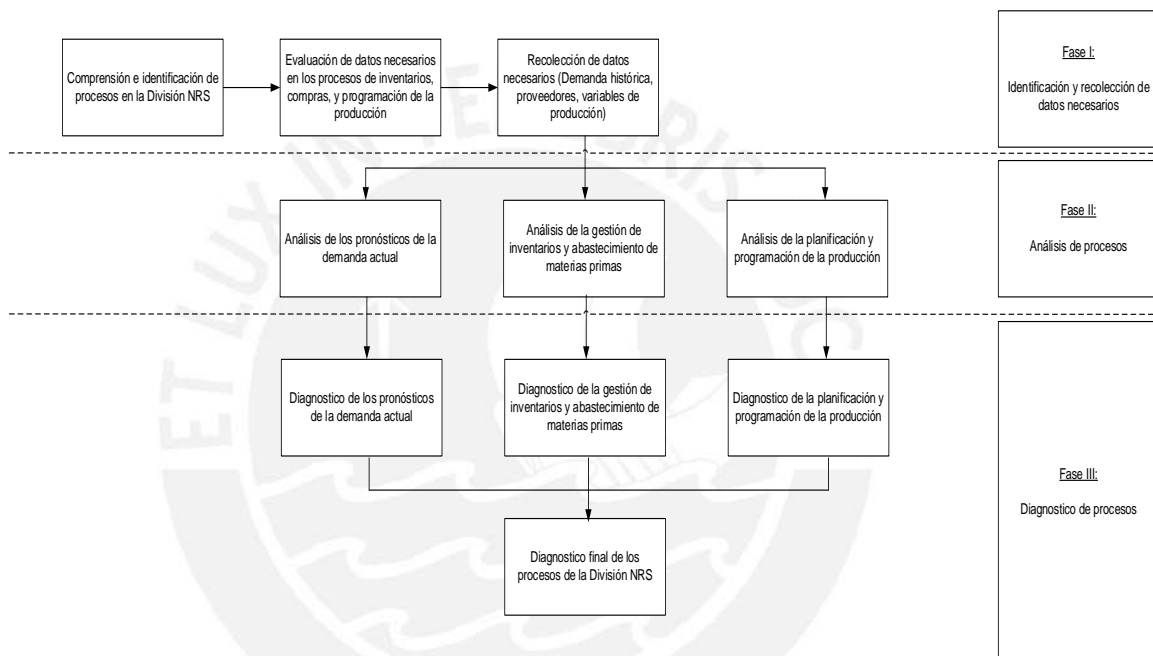 Comprensión e identificación de
procesos en la División NRS
Evaluación de datos necesarios
en los procesos de inventarios,
compras, y programación de la
producción
Recolección de datos
necesarios (Demanda histórica,
proveedores, variables de
producción)
Fase I:
Identificación y recolección de
datos necesarios
Análisis de los pronósticos de la
demanda actual
Análisis de la gestión de
inventarios y abastecimiento de
materias primas
Análisis de la planificación y
programación de la producción
Fase II:
Análisis de procesos
Diagnostico de los pronósticos
de la demanda actual
Diagnostico de la gestión de
inventarios y abastecimiento de
materias primas
Diagnostico de la planificación y
programación de la producción
Fase III:
Diagnostico de procesos
Diagnostico final de los
procesos de la División NRS
ET LUX IN